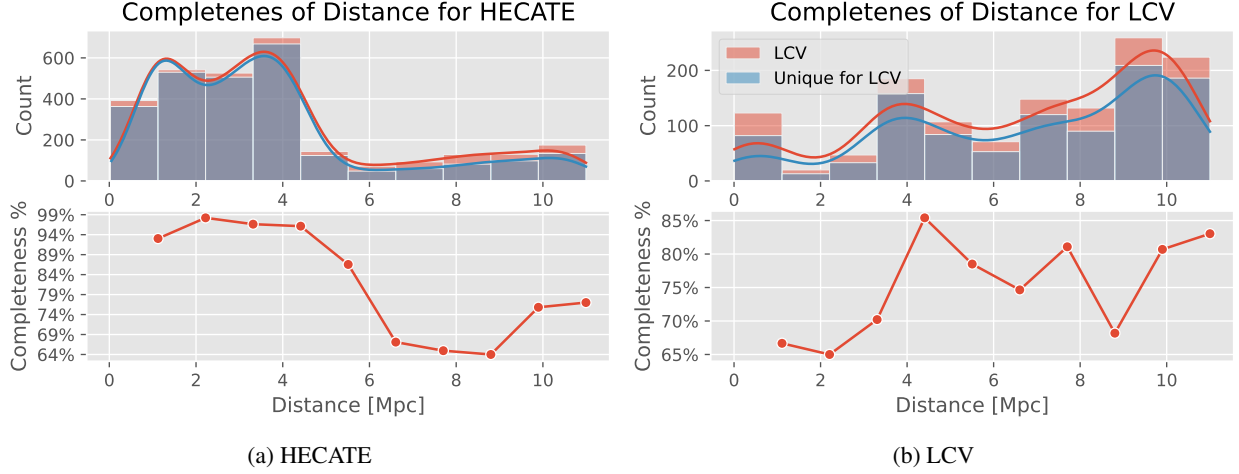 Completenes of Distance for HECATE
Count
600
400
200
0
0 2 4 6 8 10
Completeness %
99%
94%
89%
84%
79%
74%
69%
64%
0 2 4 6 8 10
Distance [Mpc]
(a) HECATE
Completenes of Distance for LCV
LCV
Unique for LCV
Count
200
100
0
0 2 4 6 8 10
Completeness %
85%
80%
75%
70%
65%
0 2 4 6 8 10
Distance [Mpc]
(b) LCV